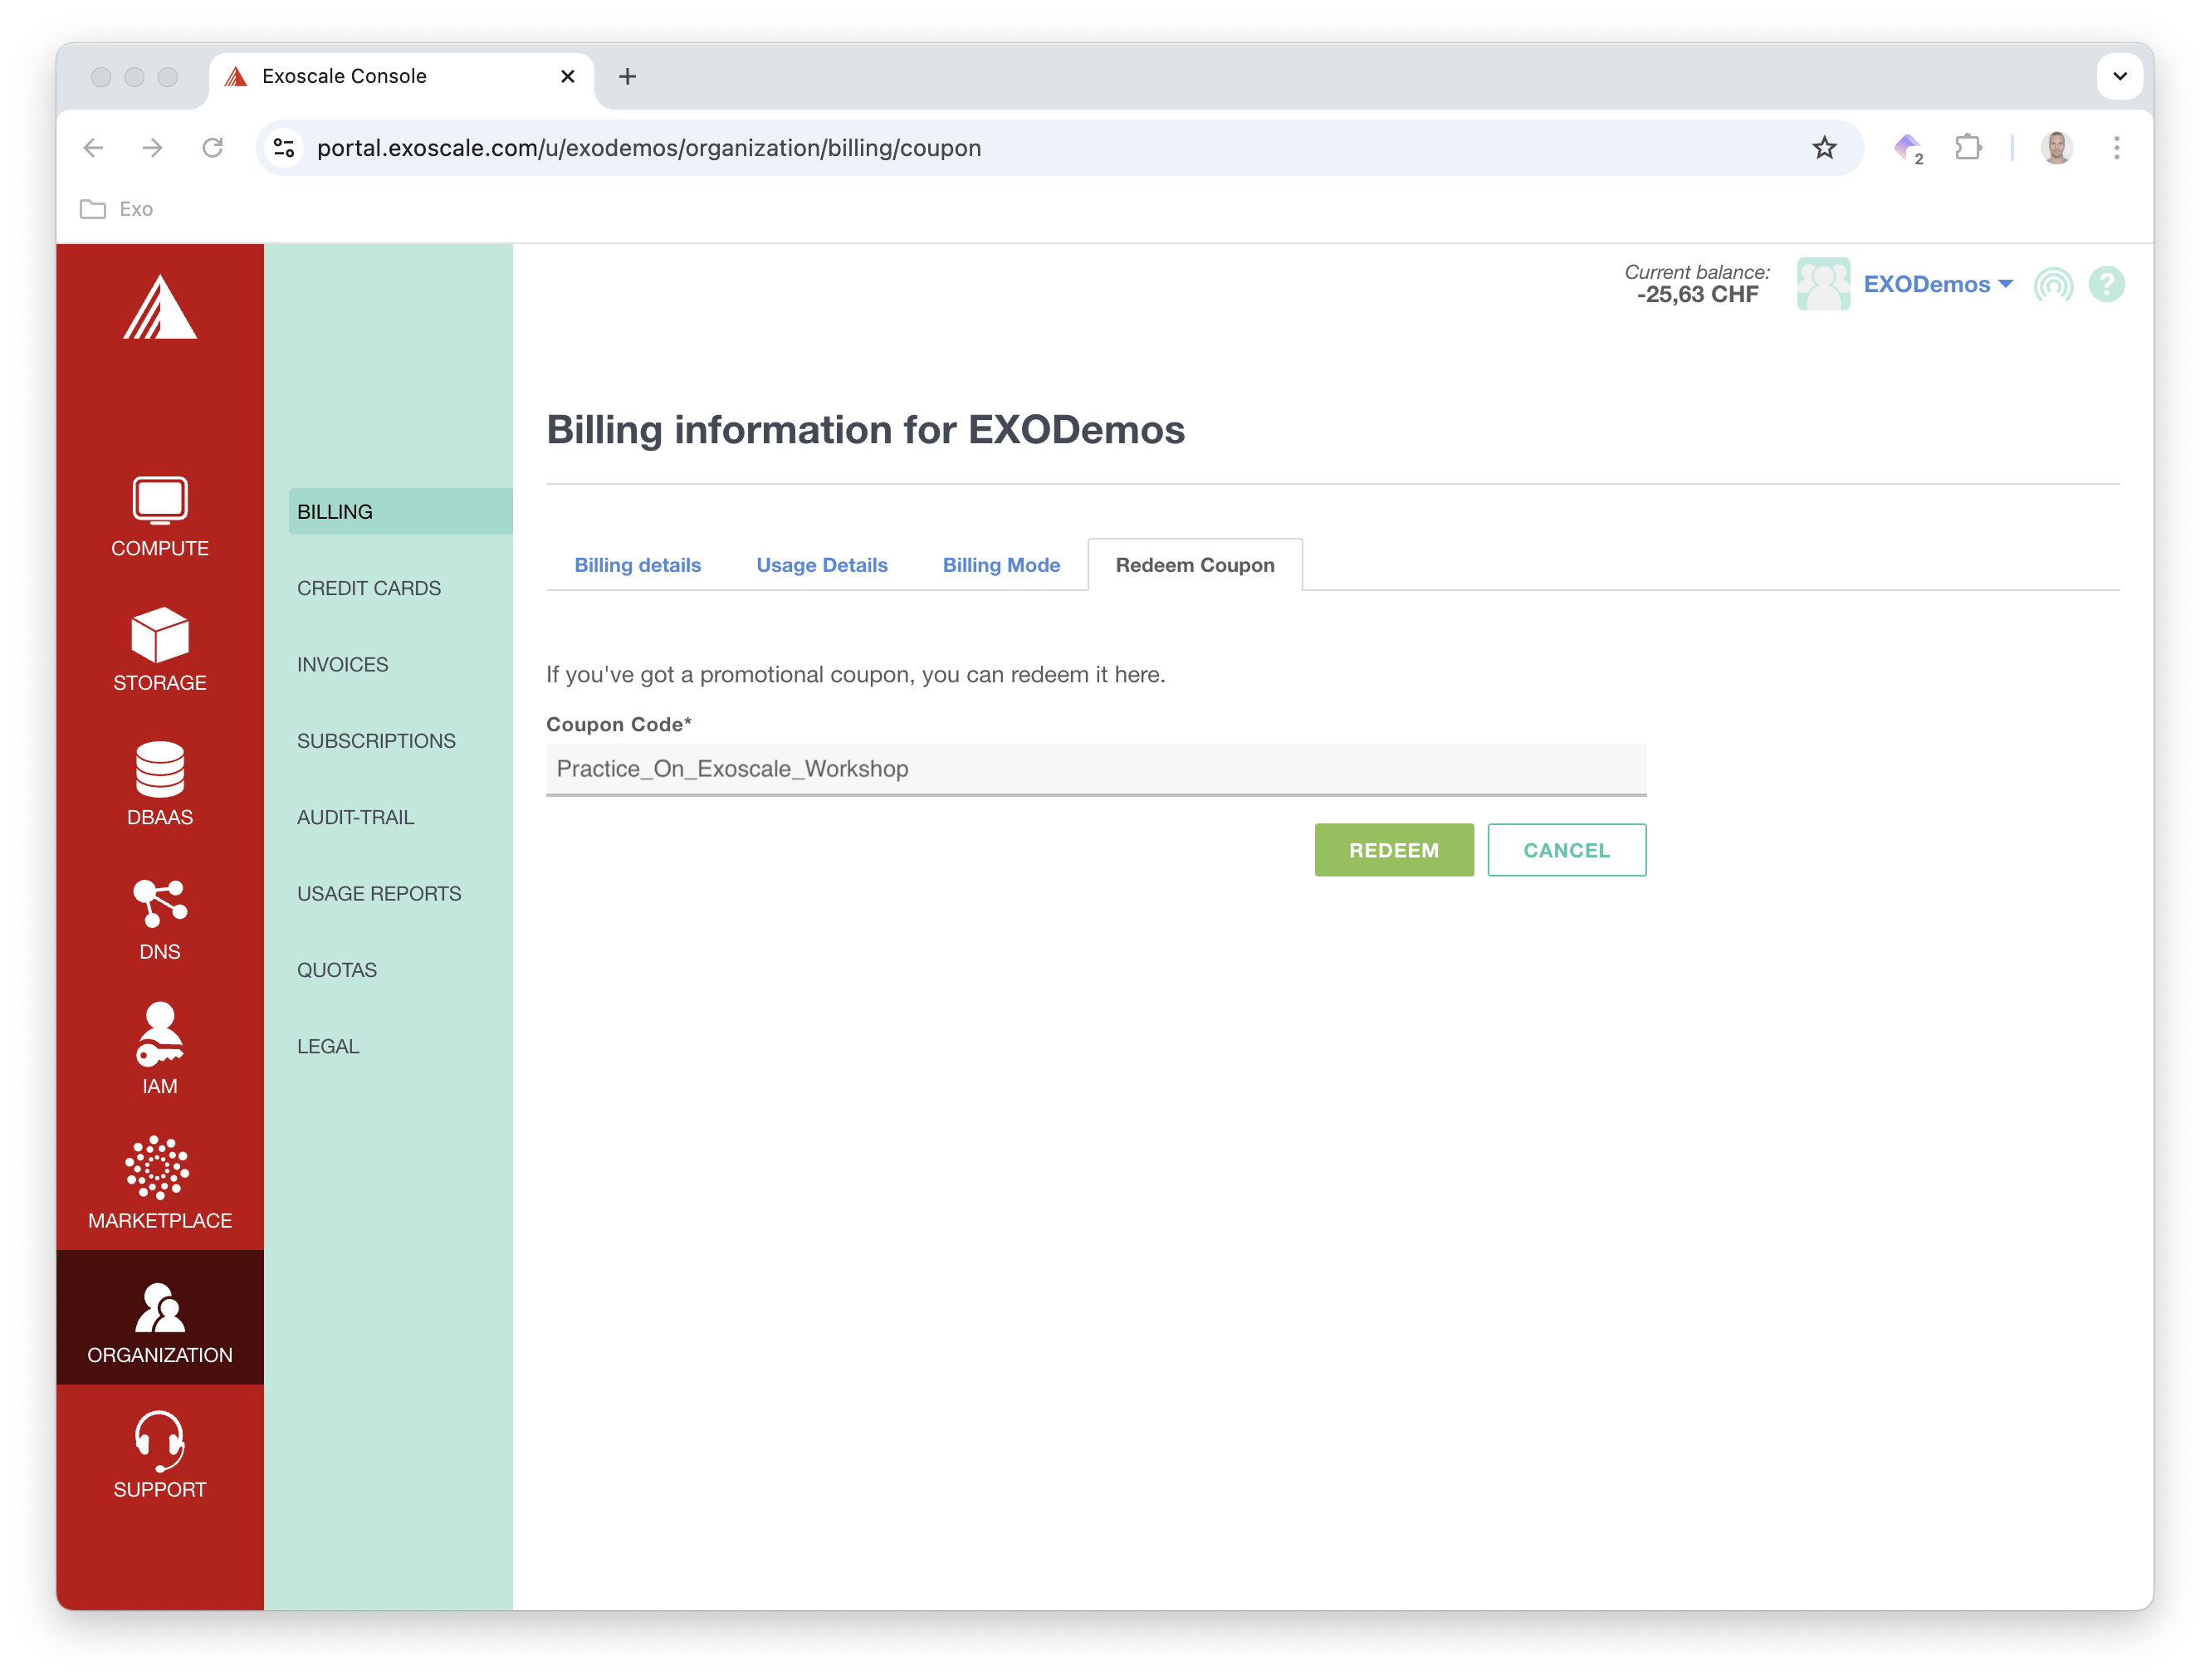 Exoscale Console
portal.exoscale.com/u/exodemos/organization/billing/coupon
2
Exo
Current balance:
-25,63 CHF
EXODemos
?
COMPUTE
STORAGE
DBAAS
DNS
IAM
MARKETPLACE
ORGANIZATION
SUPPORT
BILLING
CREDIT CARDS
INVOICES
SUBSCRIPTIONS
AUDIT-TRAIL
USAGE REPORTS
QUOTAS
LEGAL
Billing information for EXODemos
Billing details Usage Details Billing Mode Redeem Coupon
If you've got a promotional coupon, you can redeem it here.
Coupon Code*
Practice_On_Exoscale_Workshop
REDEEM CANCEL